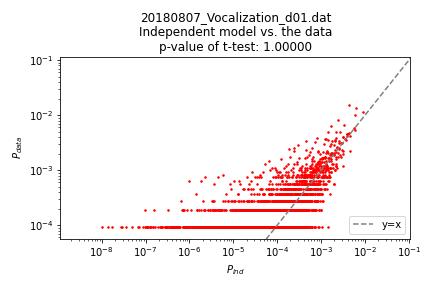 20180807_Vocalization_d01.dat
Independent model vs. the data
p-value of t-test: 1.00000
10⁻¹
10⁻²
10⁻³
10⁻⁴
P_data
y=x
10⁻⁸ 10⁻⁷ 10⁻⁶ 10⁻⁵ 10⁻⁴ 10⁻³ 10⁻² 10⁻¹
P_ind